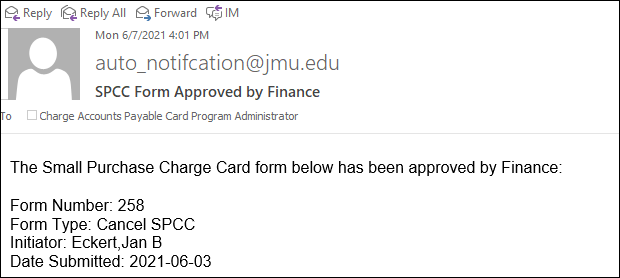 Reply Reply All Forward IM
Mon 6/7/2021 4:01 PM
auto_notifcation@jmu.edu
SPCC Form Approved by Finance
To Charge Accounts Payable Card Program Administrator
The Small Purchase Charge Card form below has been approved by Finance:
Form Number: 258
Form Type: Cancel SPCC
Initiator: Eckert,Jan B
Date Submitted: 2021-06-03